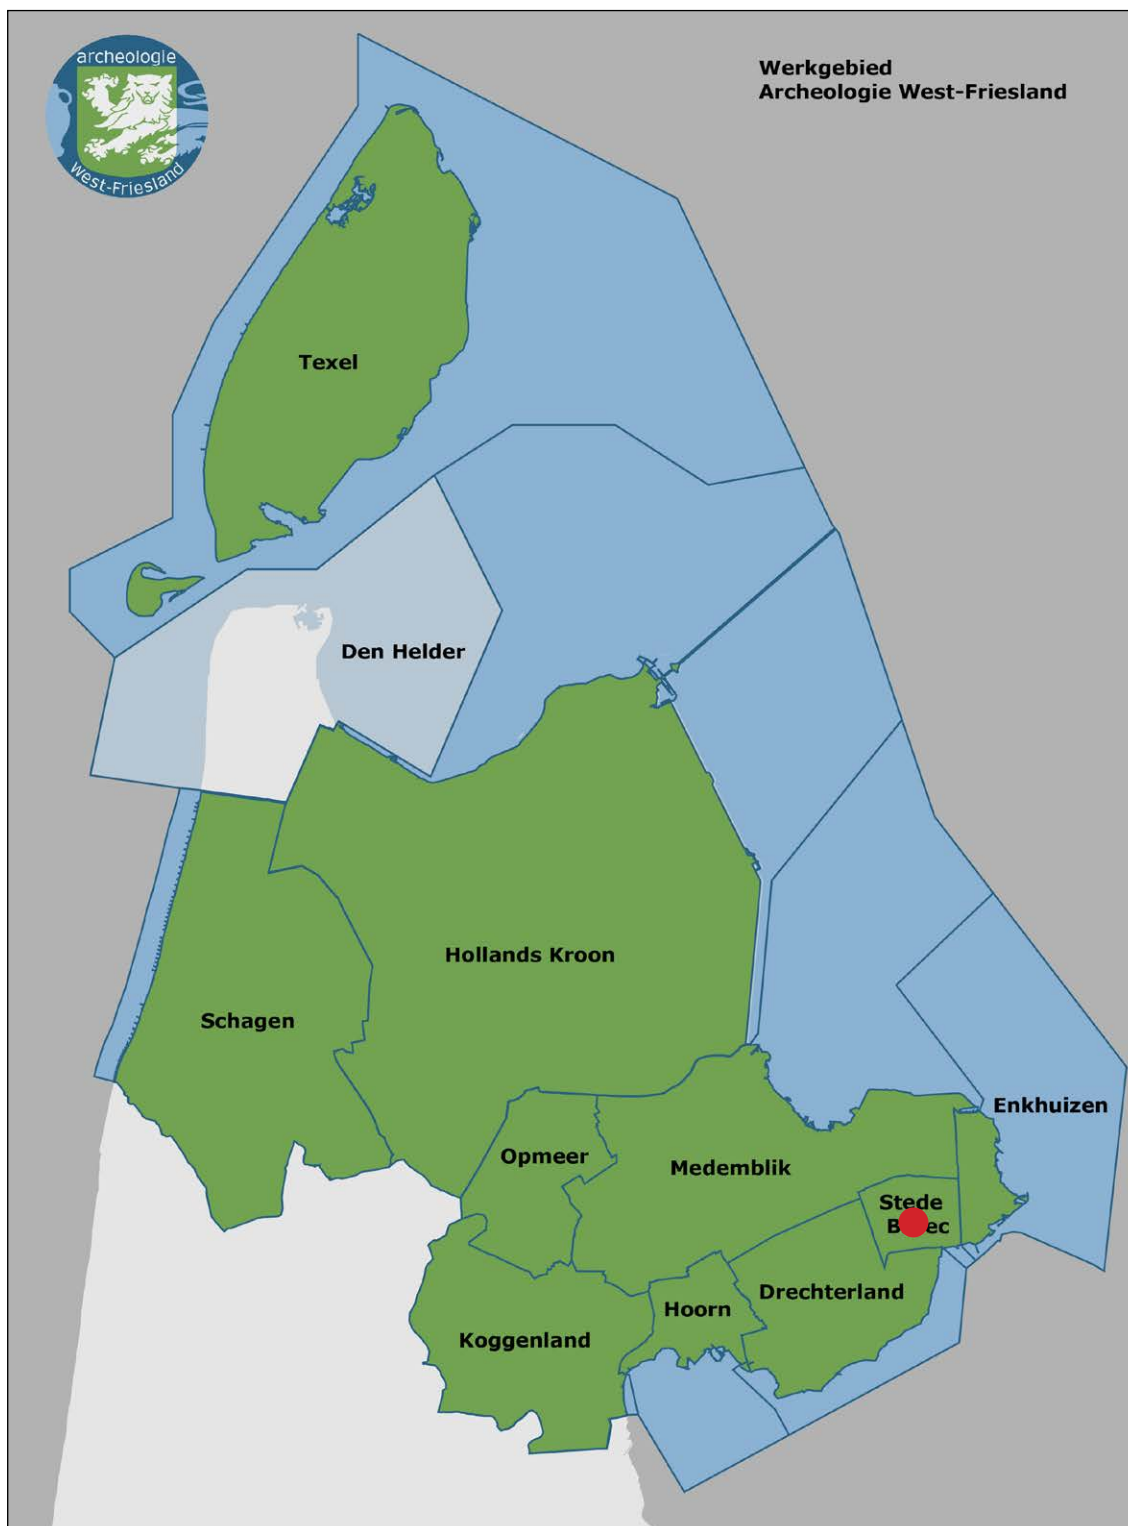 archeologie
West-Friesland
Werkgebied
Archeologie West-Friesland
Texel
Den Helder
Hollands Kroon
Schagen
Enkhuizen
Opmeer
Medemblik
Stede
Drechterland
Hoorn
Koggenland